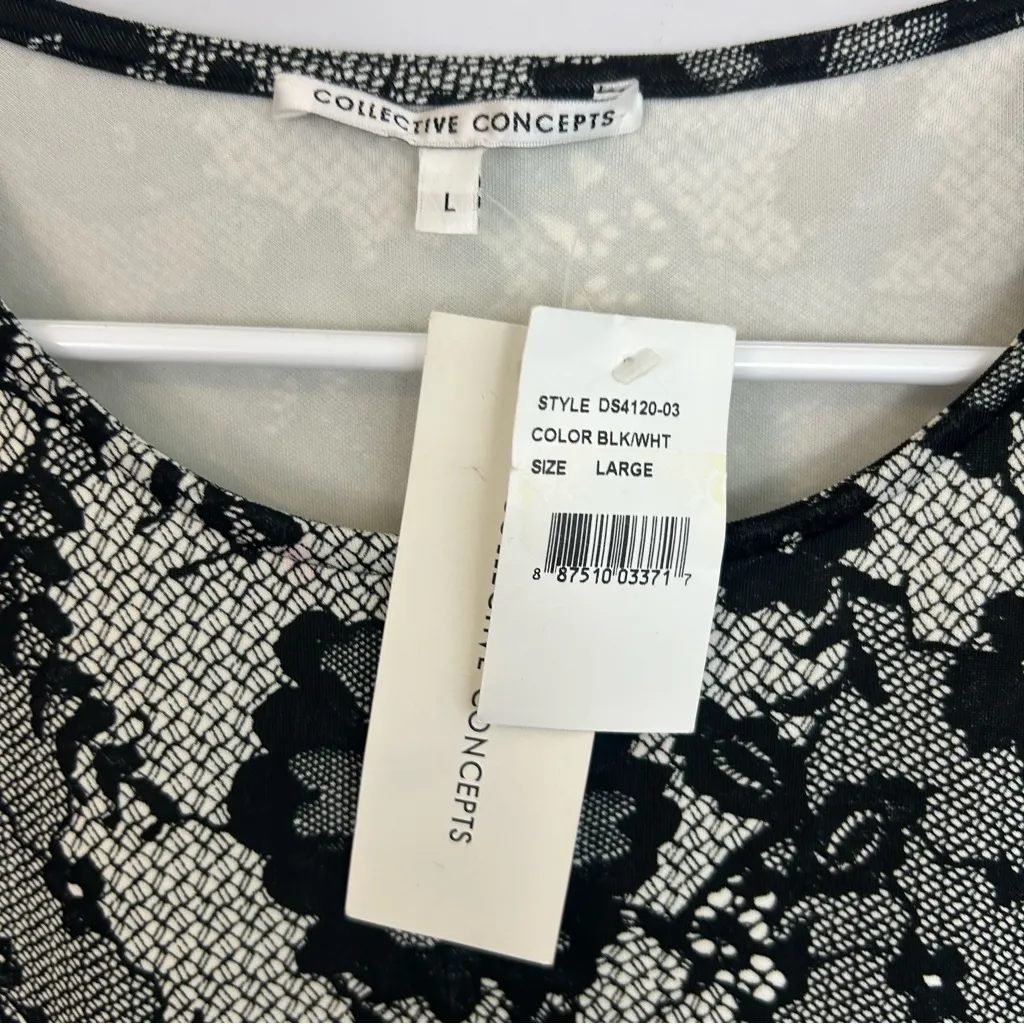 COLLECTIVE CONCEPTS
L
STYLE DS4120-03
COLOR BLK/WHT
SIZE LARGE
8 87510 03371 7
COLLECTIVE CONCEPTS